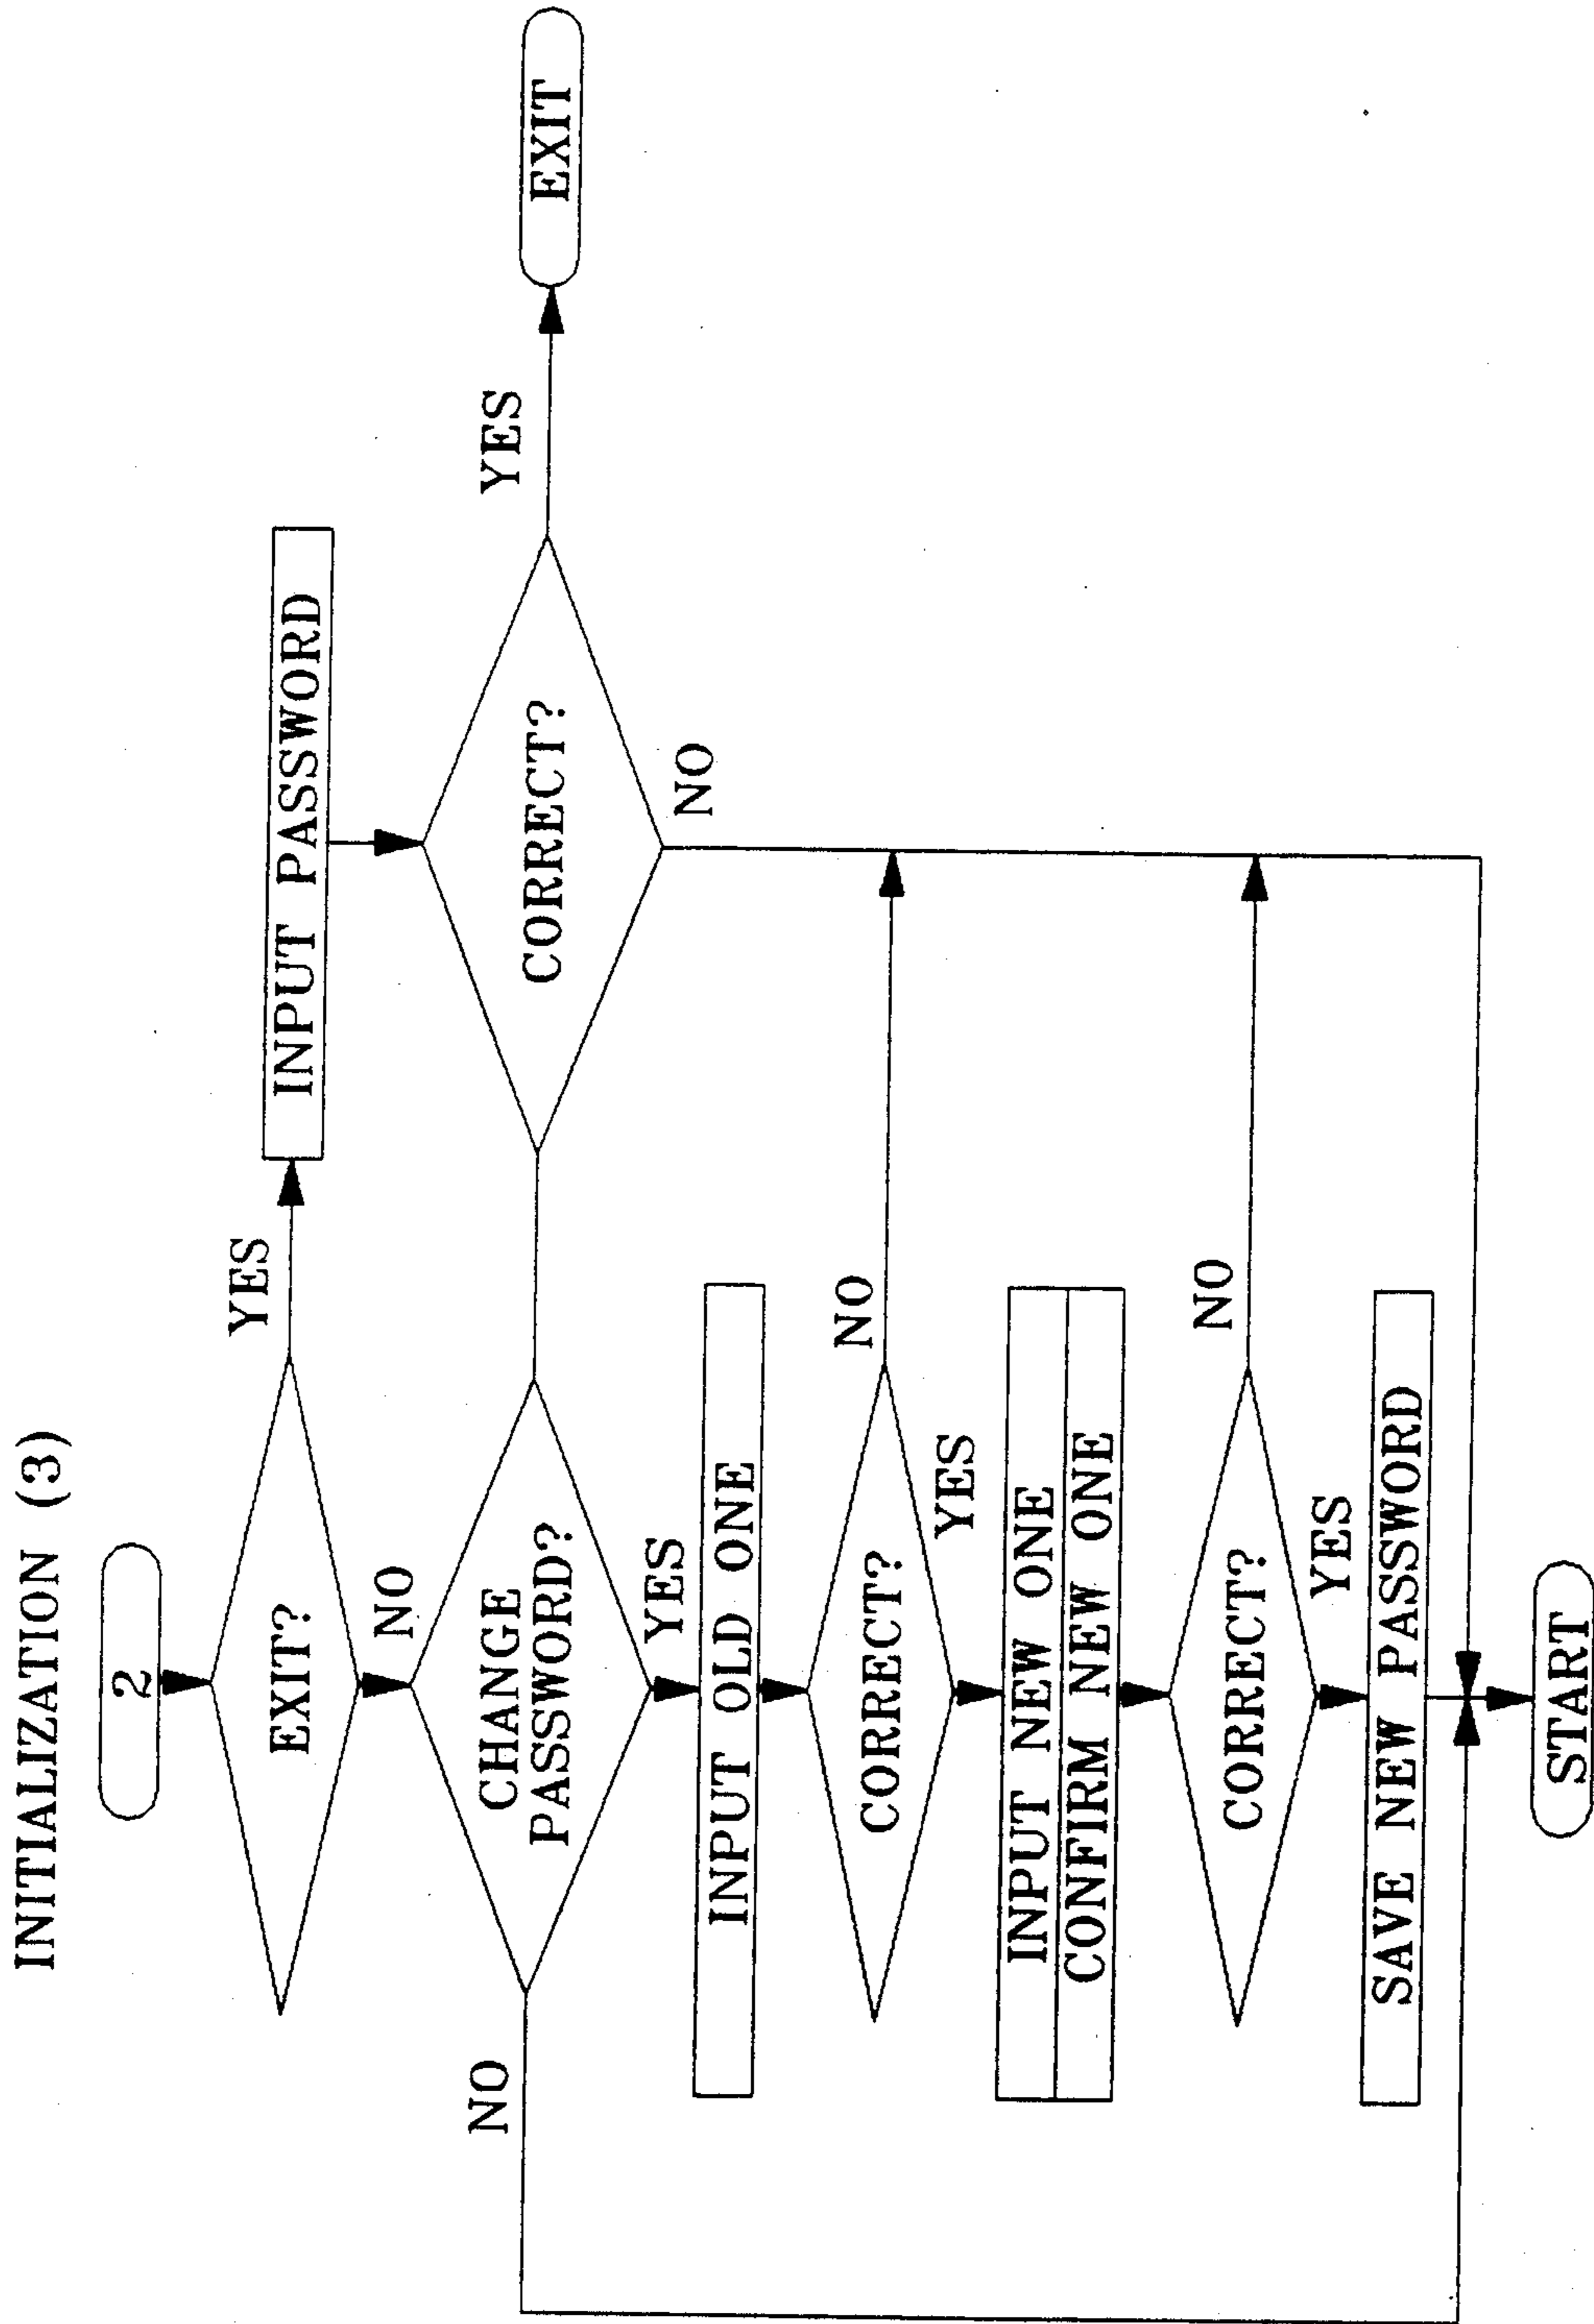 INITIALIZATION (3)
2
EXIT?
YES
INPUT PASSWORD
NO
CHANGE
PASSWORD?
NO
CORRECT?
YES
EXIT
NO
YES
INPUT OLD ONE
CORRECT?
NO
YES
INPUT NEW ONE
CONFIRM NEW ONE
CORRECT?
NO
YES
SAVE NEW PASSWORD
START